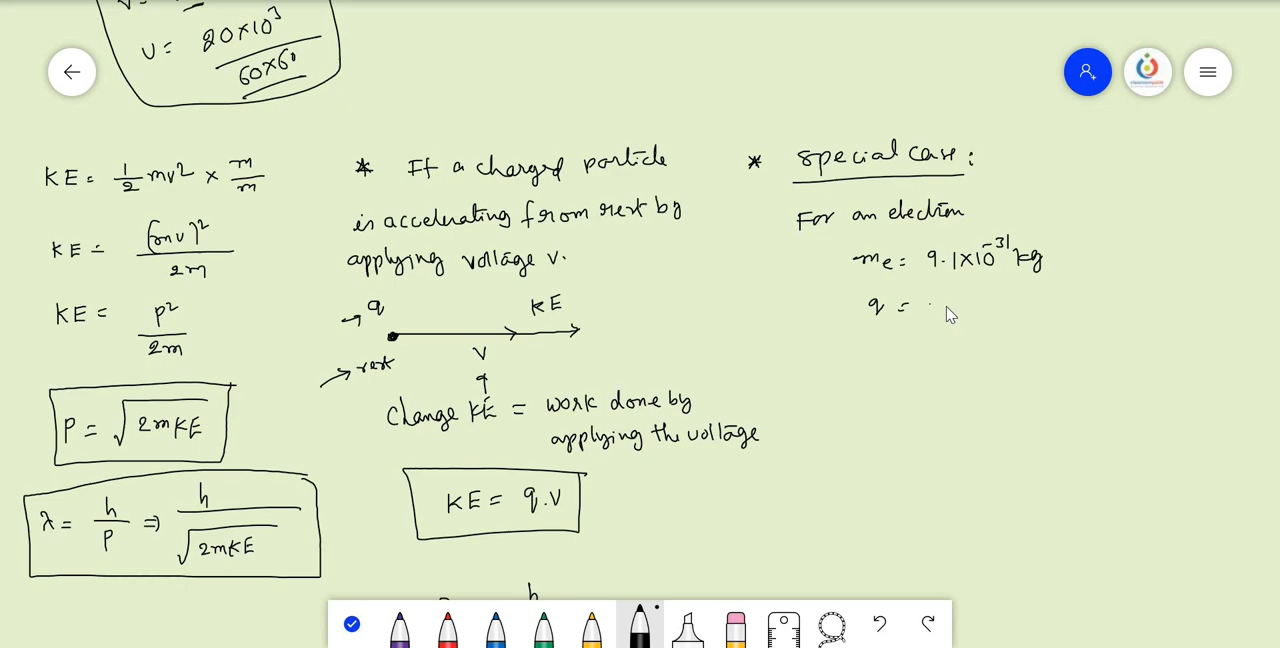 v = 20×10³ / 60×60
KE = 1/2 mv² × m/m
KE = (mv)² / 2m
KE = p² / 2m
P = √2mKE
λ = h/P ⇒ h / √2mKE
* If a charged particle
is accelerating from rest by
applying voltage v.
→ q KE
→ rest V
Change KE = work done by
applying the voltage
KE = q.v
h
* Special case:
For an electron
me = 9.1×10⁻³¹ kg
q =